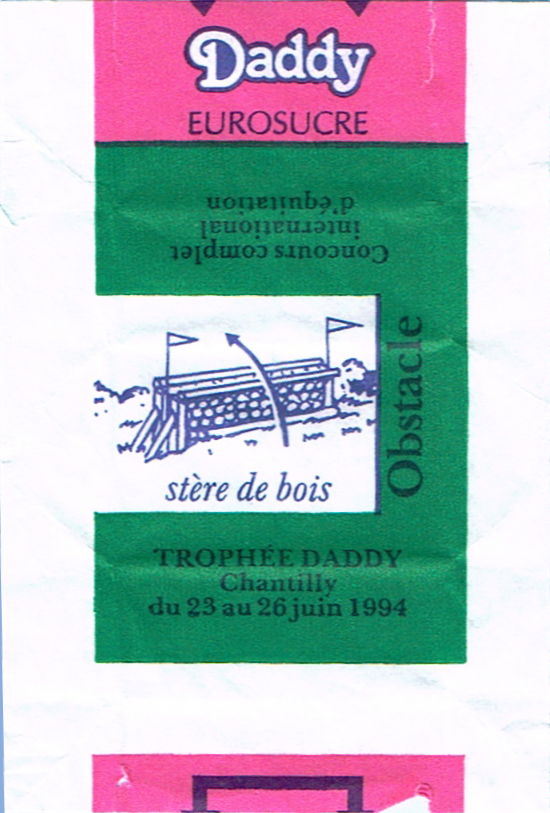 Daddy
EUROSUCRE
Concours complet
international
d'équitation
Obstacle
stère de bois
TROPHÉE DADDY
Chantilly
du 23 au 26 juin 1994